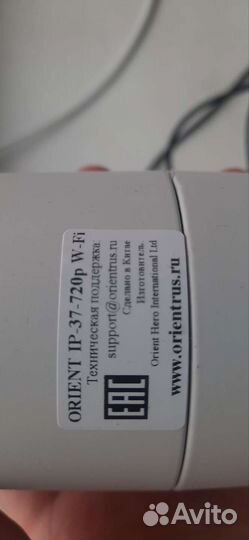 ORIENT IP-37-720p W-Fi
Техническая поддержка:
support@orientrus.ru
Сделано в Китае
Изготовитель:
Orient Hero International Ltd
www.orientrus.ru
EAC
Avito